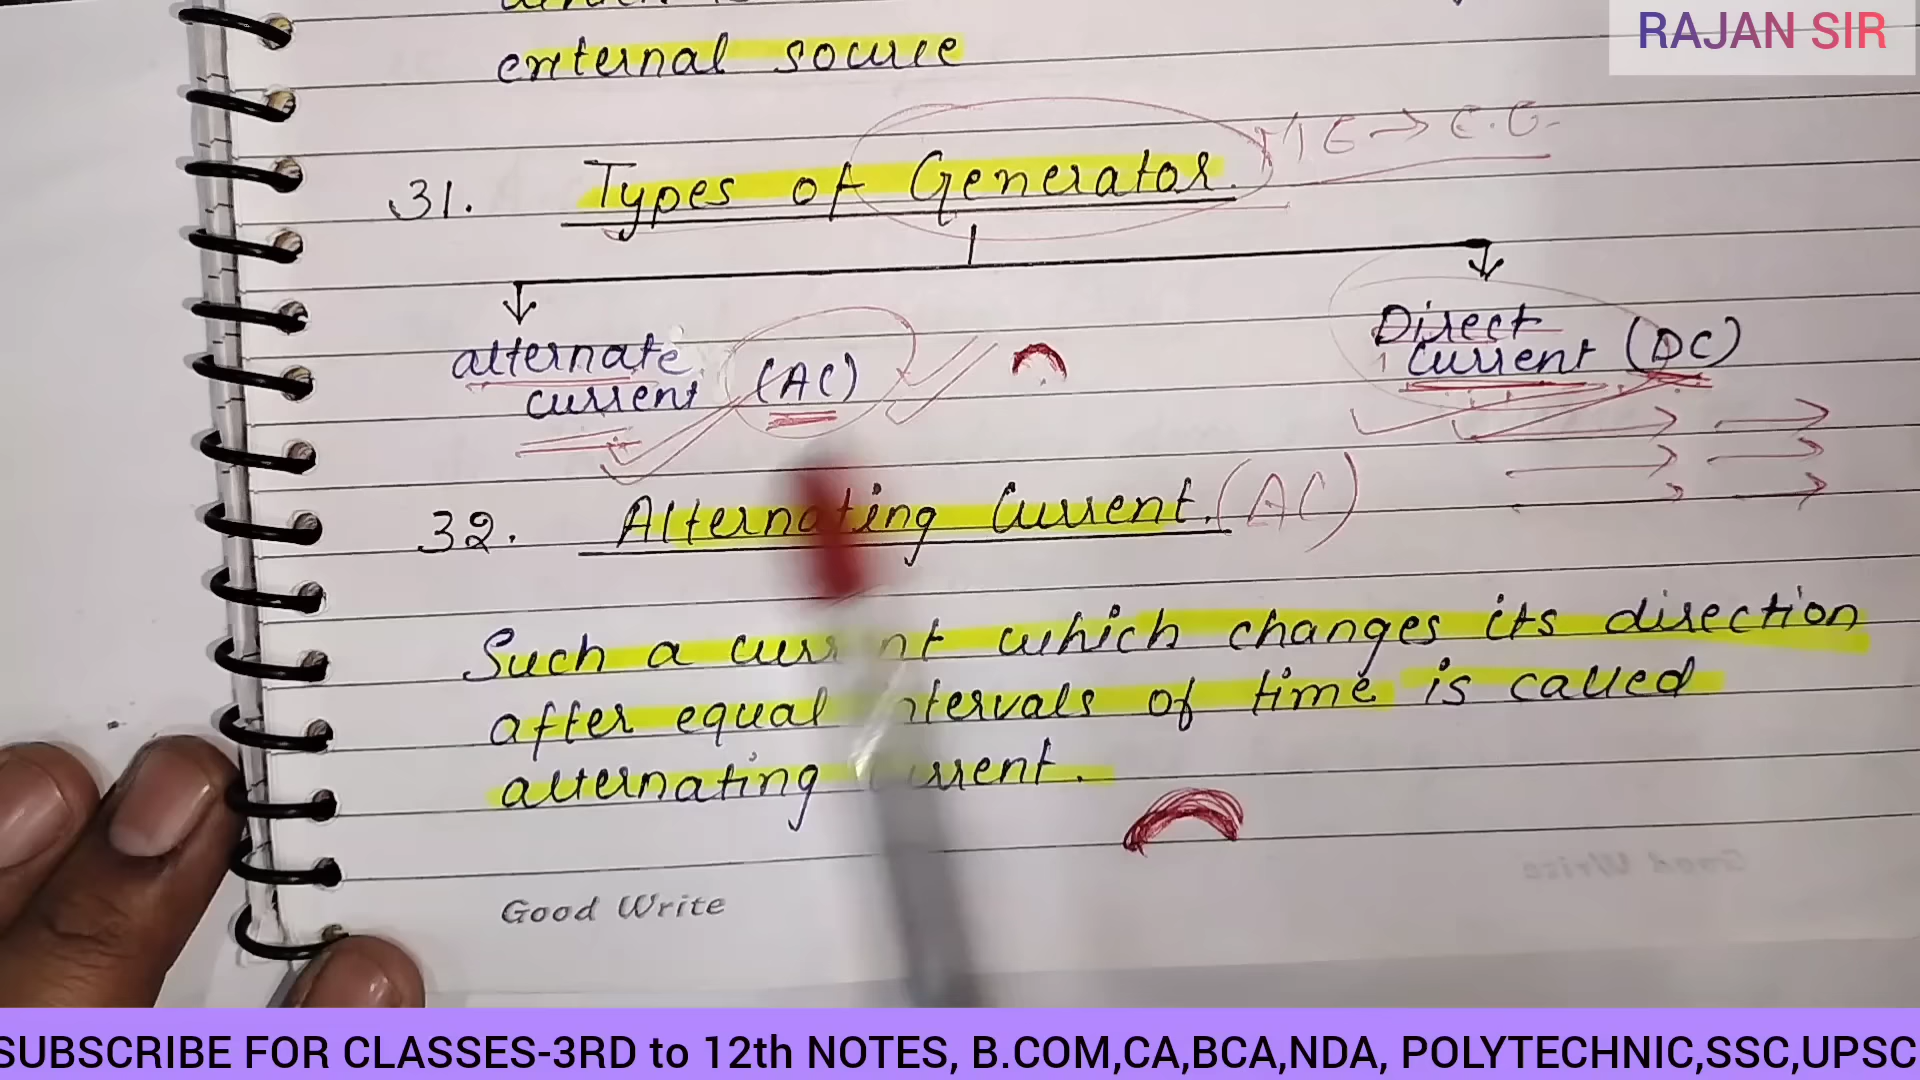 RAJAN SIR
external source
M E → E.E.
31. Types of Generator.
alternate
current (AC)
Direct
Current (DC)
32. Alternating Current. (AC)
Such a current which changes its direction
after equal intervals of time is called
alternating current.
Good Write
SUBSCRIBE FOR CLASSES-3RD to 12th NOTES, B.COM,CA,BCA,NDA, POLYTECHNIC,SSC,UPSC